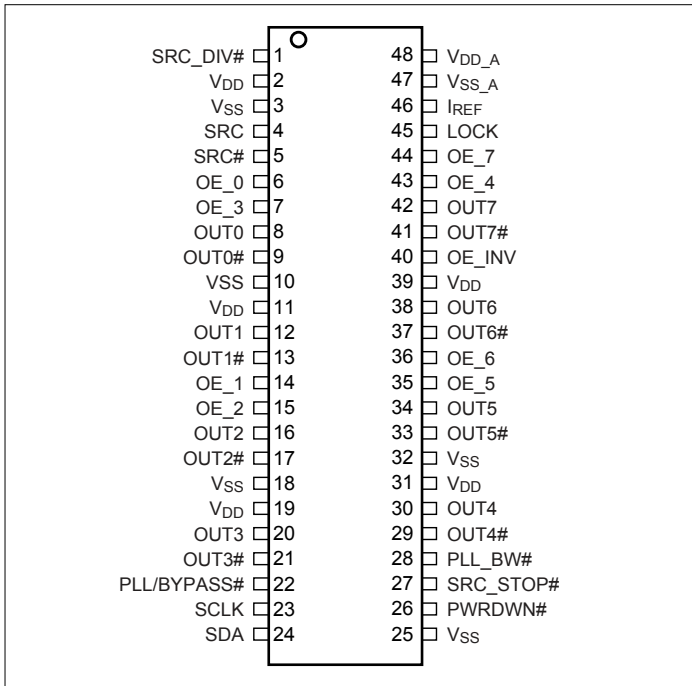 SRC_DIV# 1 48 VDD_A
VDD 2 47 VSS_A
VSS 3 46 IREF
SRC 4 45 LOCK
SRC# 5 44 OE_7
OE_0 6 43 OE_4
OE_3 7 42 OUT7
OUT0 8 41 OUT7#
OUT0# 9 40 OE_INV
VSS 10 39 VDD
VDD 11 38 OUT6
OUT1 12 37 OUT6#
OUT1# 13 36 OE_6
OE_1 14 35 OE_5
OE_2 15 34 OUT5
OUT2 16 33 OUT5#
OUT2# 17 32 VSS
VSS 18 31 VDD
VDD 19 30 OUT4
OUT3 20 29 OUT4#
OUT3# 21 28 PLL_BW#
PLL/BYPASS# 22 27 SRC_STOP#
SCLK 23 26 PWRDWN#
SDA 24 25 VSS